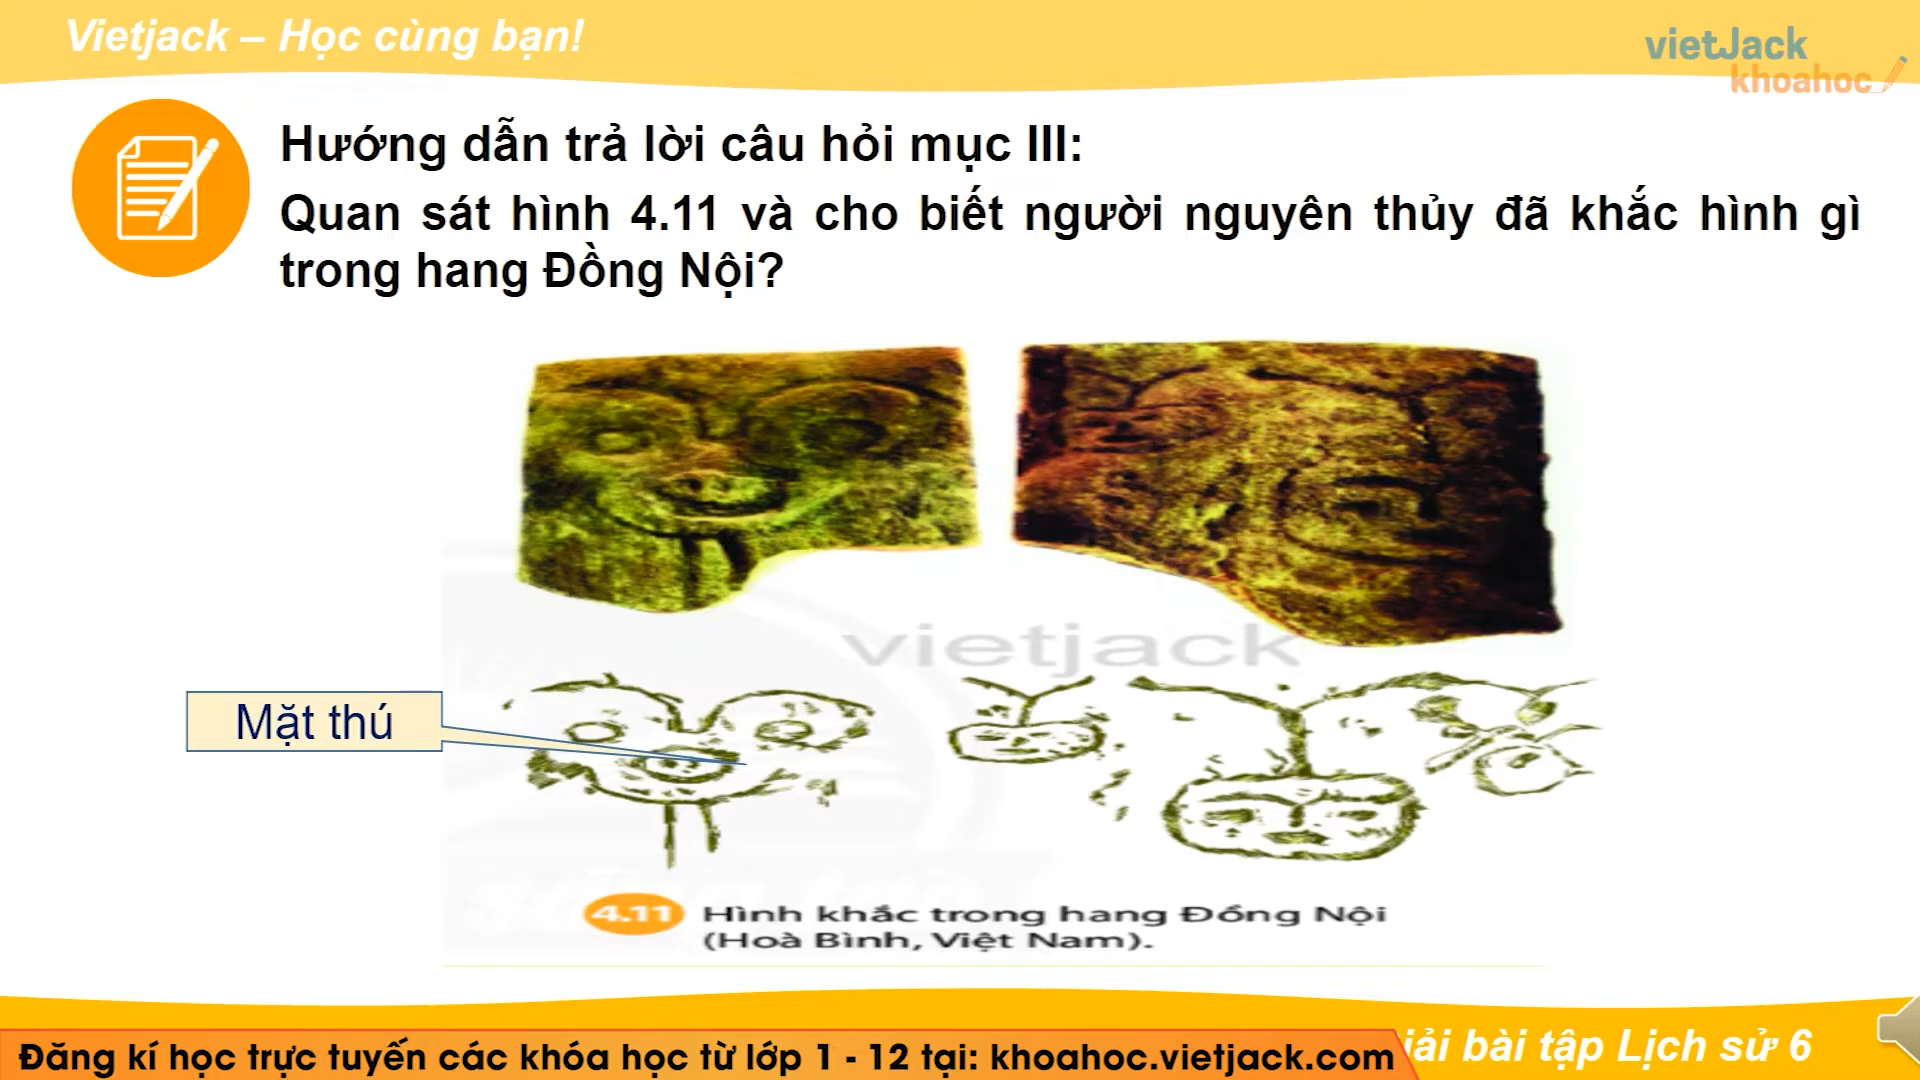 Vietjack – Học cùng bạn!
vietJack
khoahoc
Hướng dẫn trả lời câu hỏi mục III:
Quan sát hình 4.11 và cho biết người nguyên thủy đã khắc hình gì
trong hang Đồng Nội?
vietjack
Mặt thú
4.11 Hình khắc trong hang Đồng Nội
(Hoà Bình, Việt Nam).
Đăng kí học trực tuyến các khóa học từ lớp 1 - 12 tại: khoahoc.vietjack.com
iải bài tập Lịch sử 6